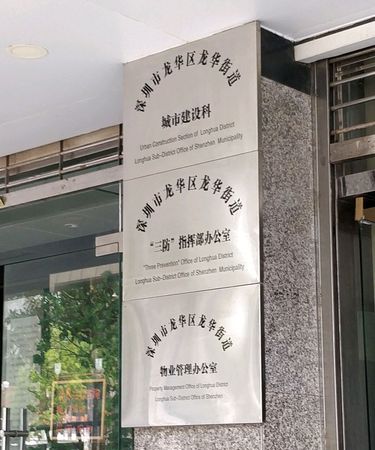 深圳市龙华区龙华街道
城市建设科
Urban Construction Section of Longhua District
Longhua Sub-District Office of Shenzhen Municipality
深圳市龙华区龙华街道
"三防"指挥部办公室
"Three Prevention" Office of Longhua District
Longhua Sub-District Office of Shenzhen Municipality
深圳市龙华区龙华街道
物业管理办公室
Property Management Office of Longhua District
Longhua Sub-District Office of Shenzhen